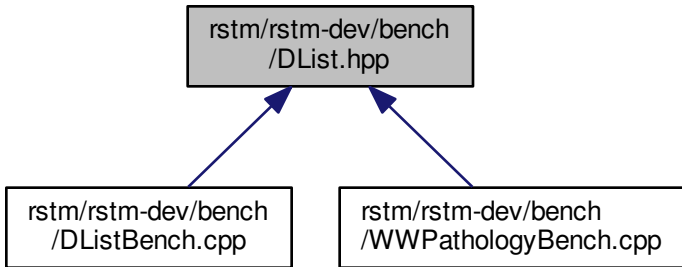 rstm/rstm-dev/bench
/DList.hpp
rstm/rstm-dev/bench
/DListBench.cpp
rstm/rstm-dev/bench
/WWPathologyBench.cpp